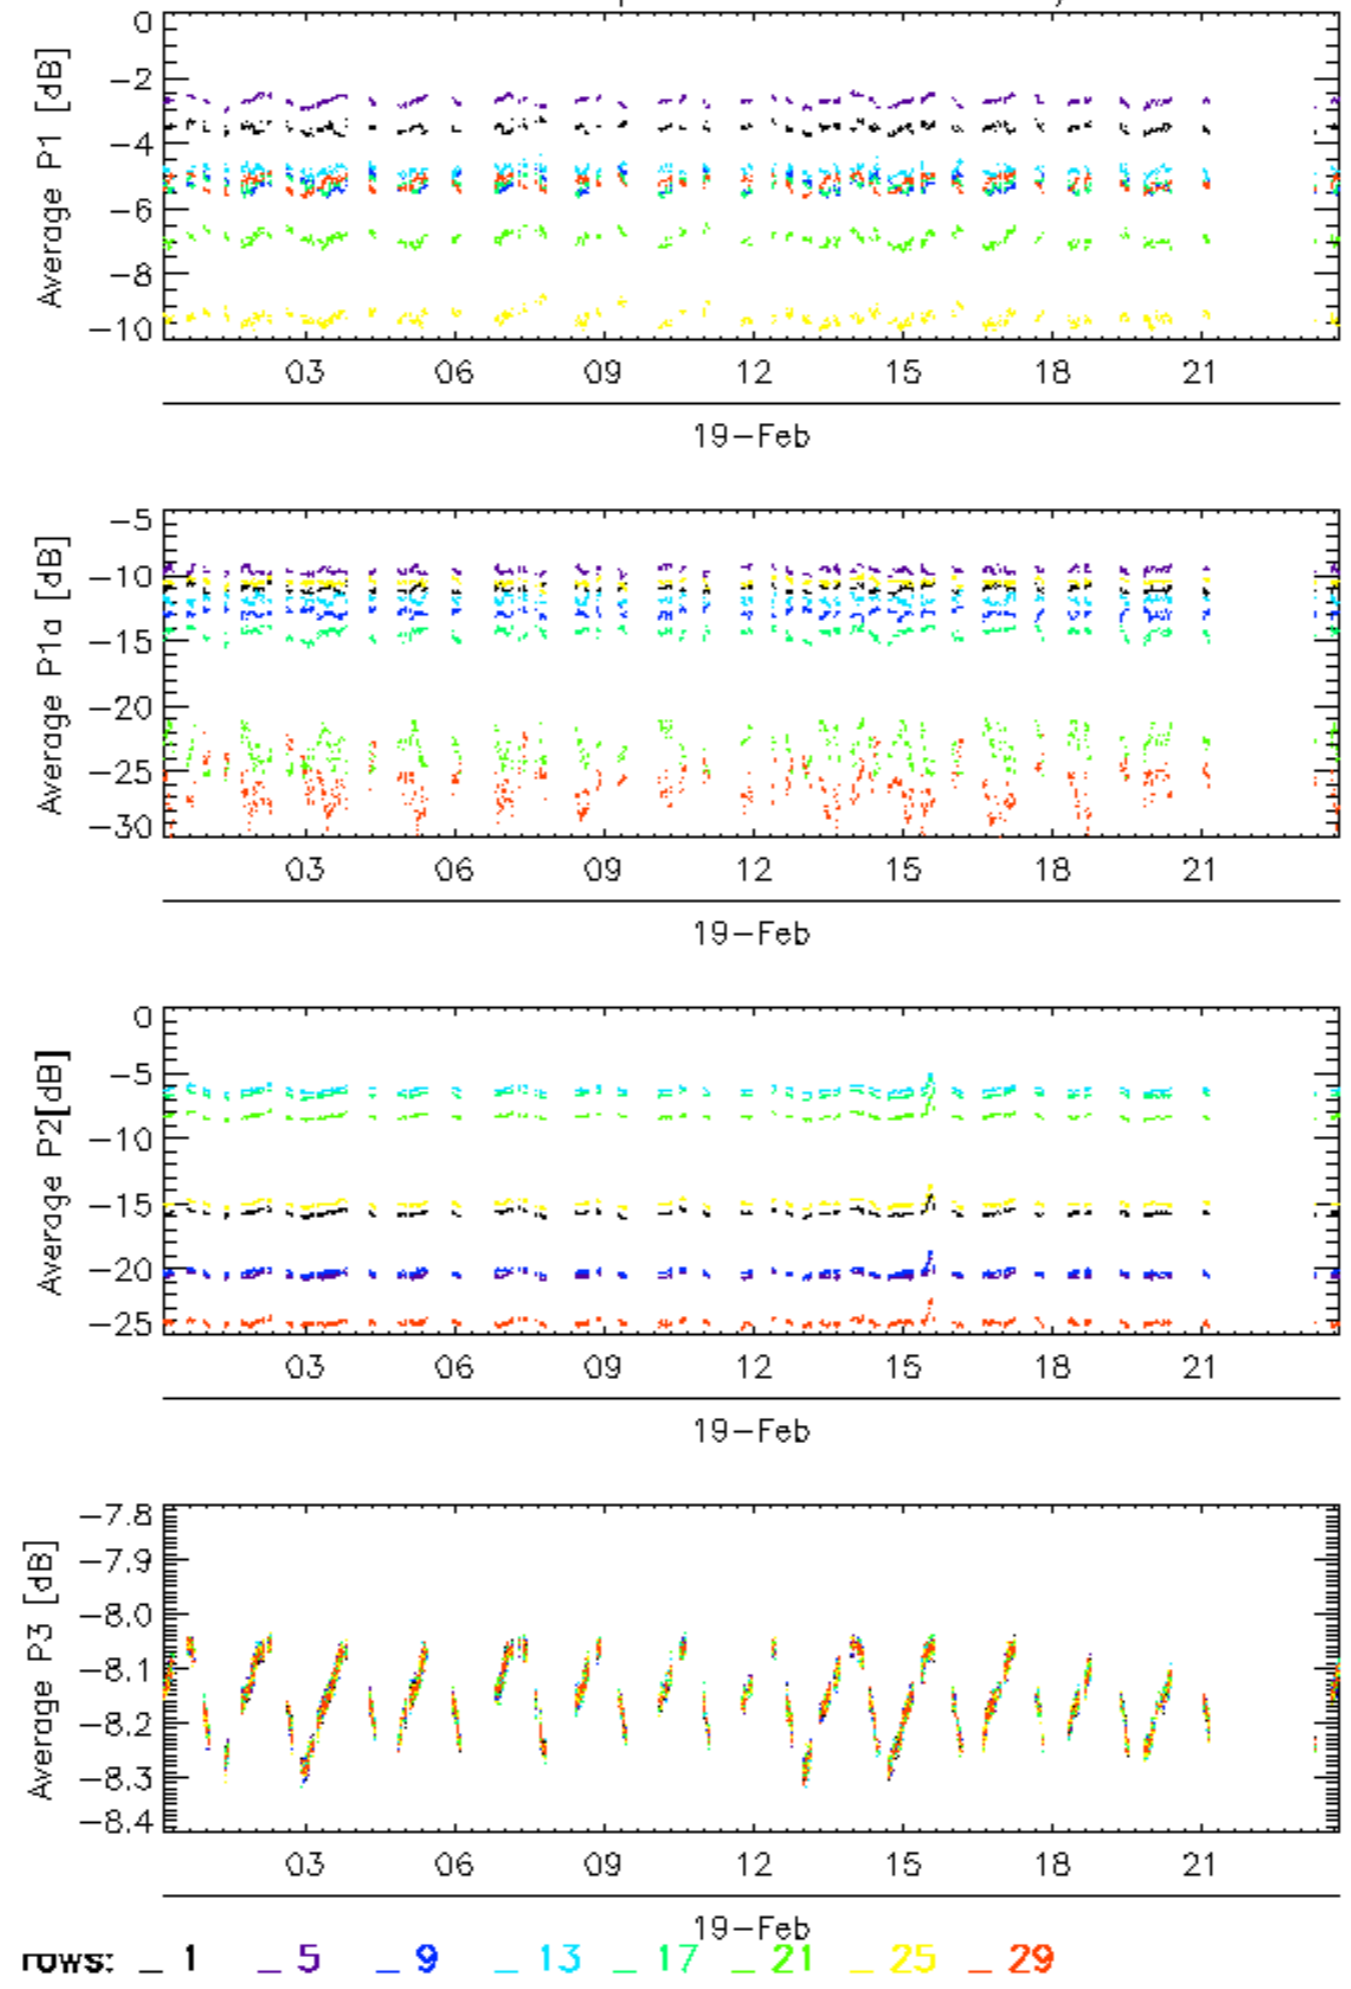 0
−2
−4
−6
−8
−10
Average P1 [dB]
03 06 09 12 15 18 21
19−Feb
−5
−10
−15
−20
−25
−30
Average P1a [dB]
03 06 09 12 15 18 21
19−Feb
0
−5
−10
−15
−20
−25
Average P2[dB]
03 06 09 12 15 18 21
19−Feb
−7.8
−7.9
−8.0
−8.1
−8.2
−8.3
−8.4
Average P3 [dB]
03 06 09 12 15 18 21
19−Feb
rows: _ 1 _ 5 _ 9 _ 13 _ 17 _ 21 _ 25 _ 29